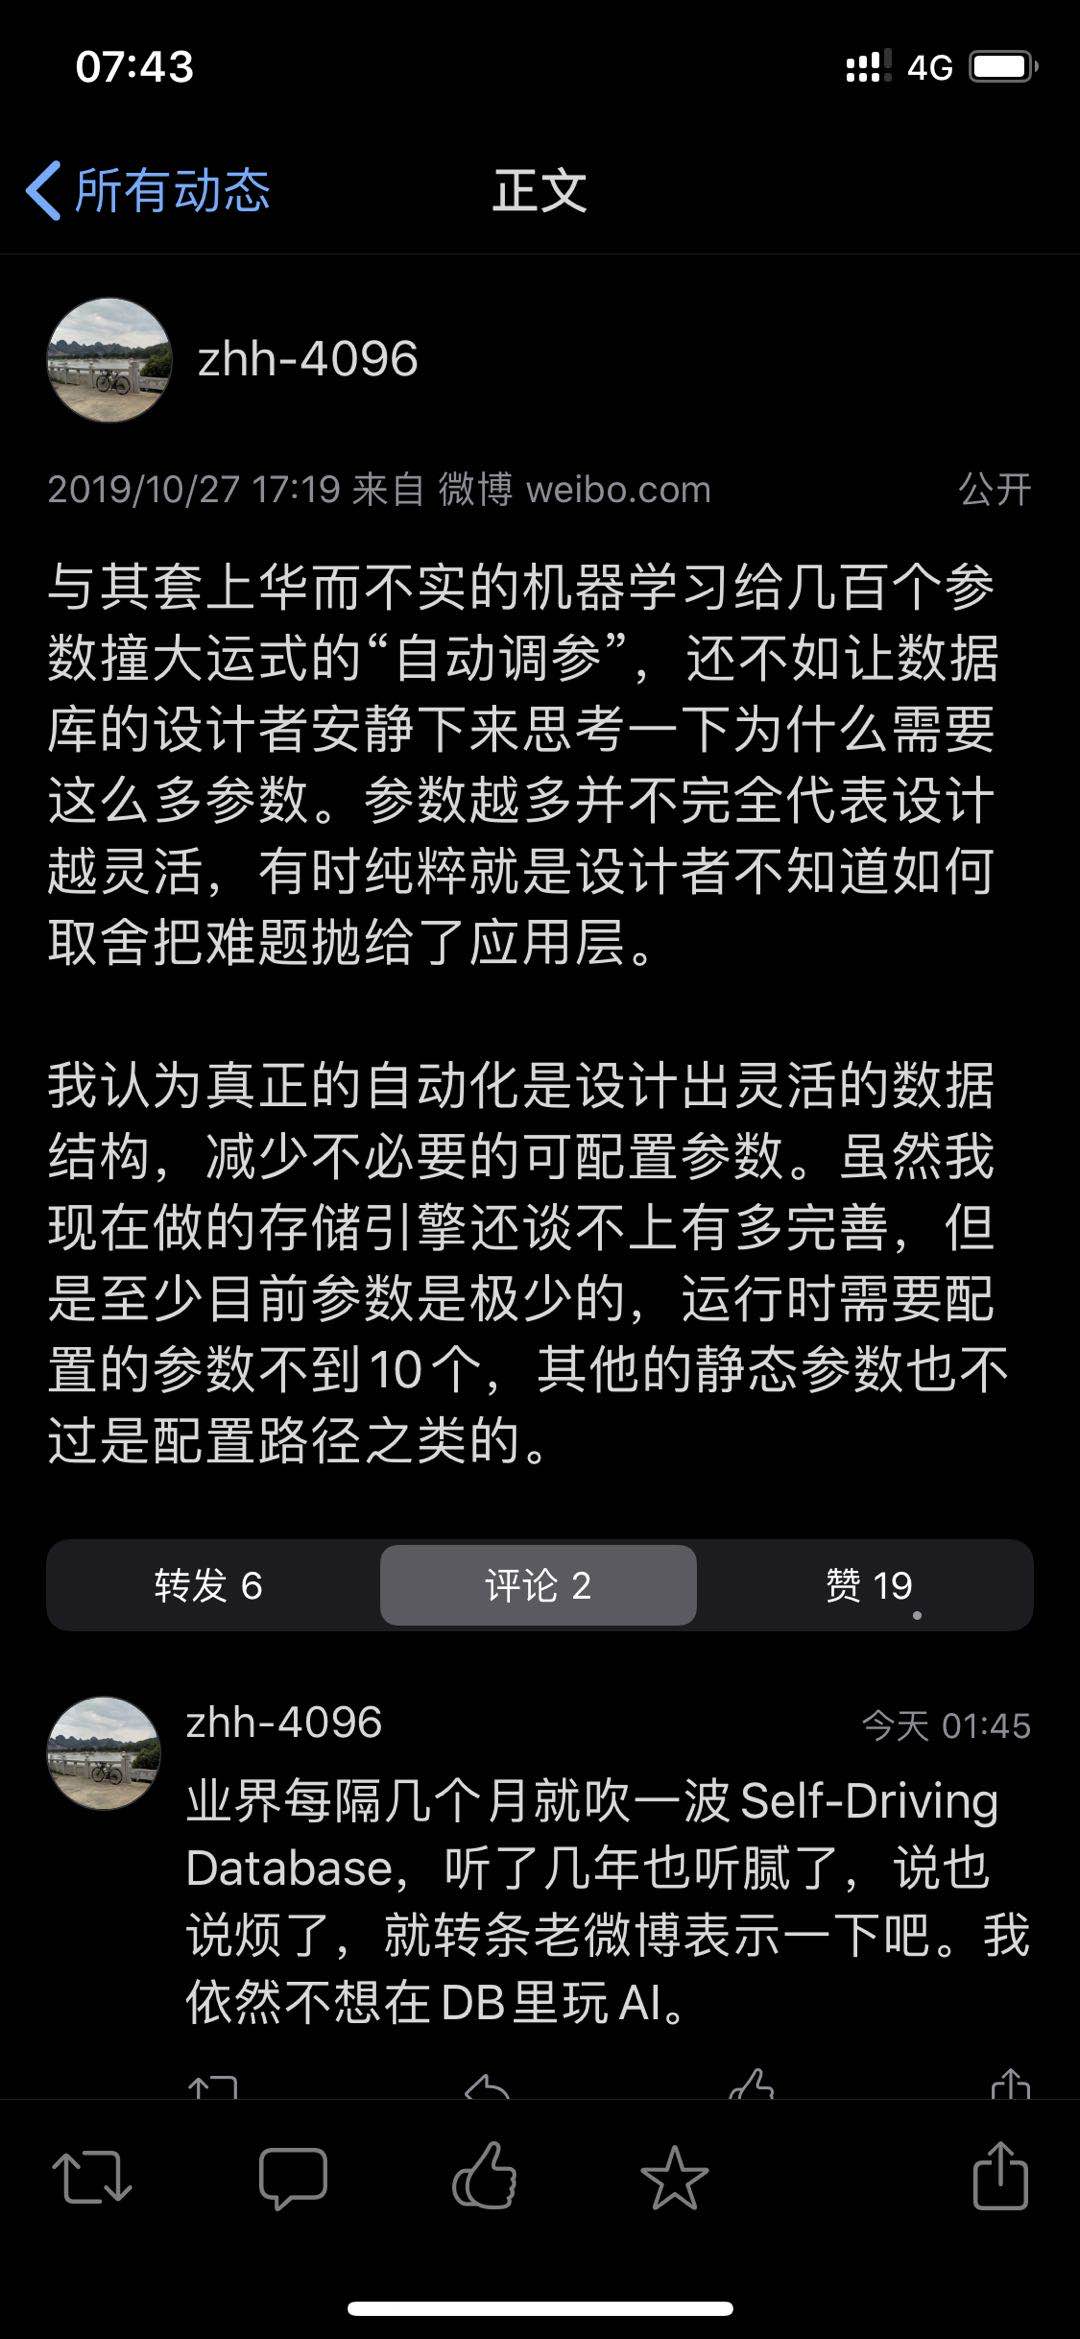 07:43
4G
所有动态
正文
zhh-4096
2019/10/27 17:19 来自 微博 weibo.com
公开
与其套上华而不实的机器学习给几百个参
数撞大运式的“自动调参”，还不如让数据
库的设计者安静下来思考一下为什么需要
这么多参数。参数越多并不完全代表设计
越灵活，有时纯粹就是设计者不知道如何
取舍把难题抛给了应用层。
我认为真正的自动化是设计出灵活的数据
结构，减少不必要的可配置参数。虽然我
现在做的存储引擎还谈不上有多完善，但
是至少目前参数是极少的，运行时需要配
置的参数不到10个，其他的静态参数也不
过是配置路径之类的。
转发 6
评论 2
赞 19
zhh-4096
今天 01:45
业界每隔几个月就吹一波Self-Driving
Database，听了几年也听腻了，说也
说烦了，就转条老微博表示一下吧。我
依然不想在DB里玩AI。